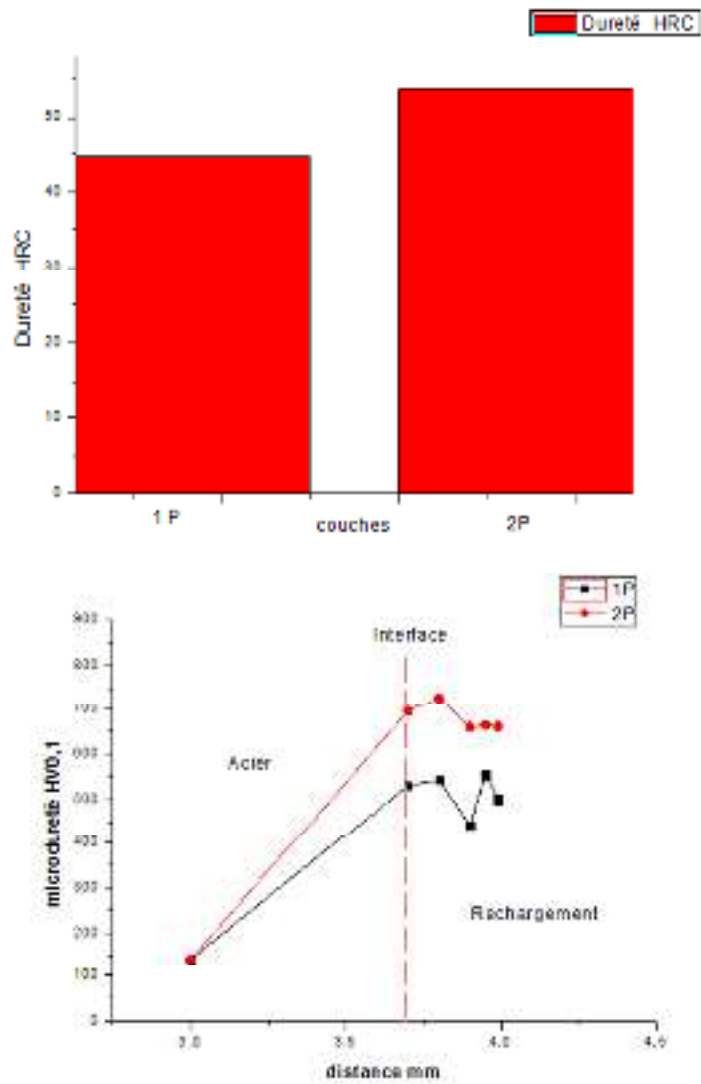 Dureté HRC
50
40
30
20
10
0
Dureté HRC
1P
couches
2P
1P
2P
Interface
Acier
Rechargement
900
800
700
600
500
400
300
200
100
0
microdureté HV0,1
3.0
3.5
4.0
4.5
distance mm